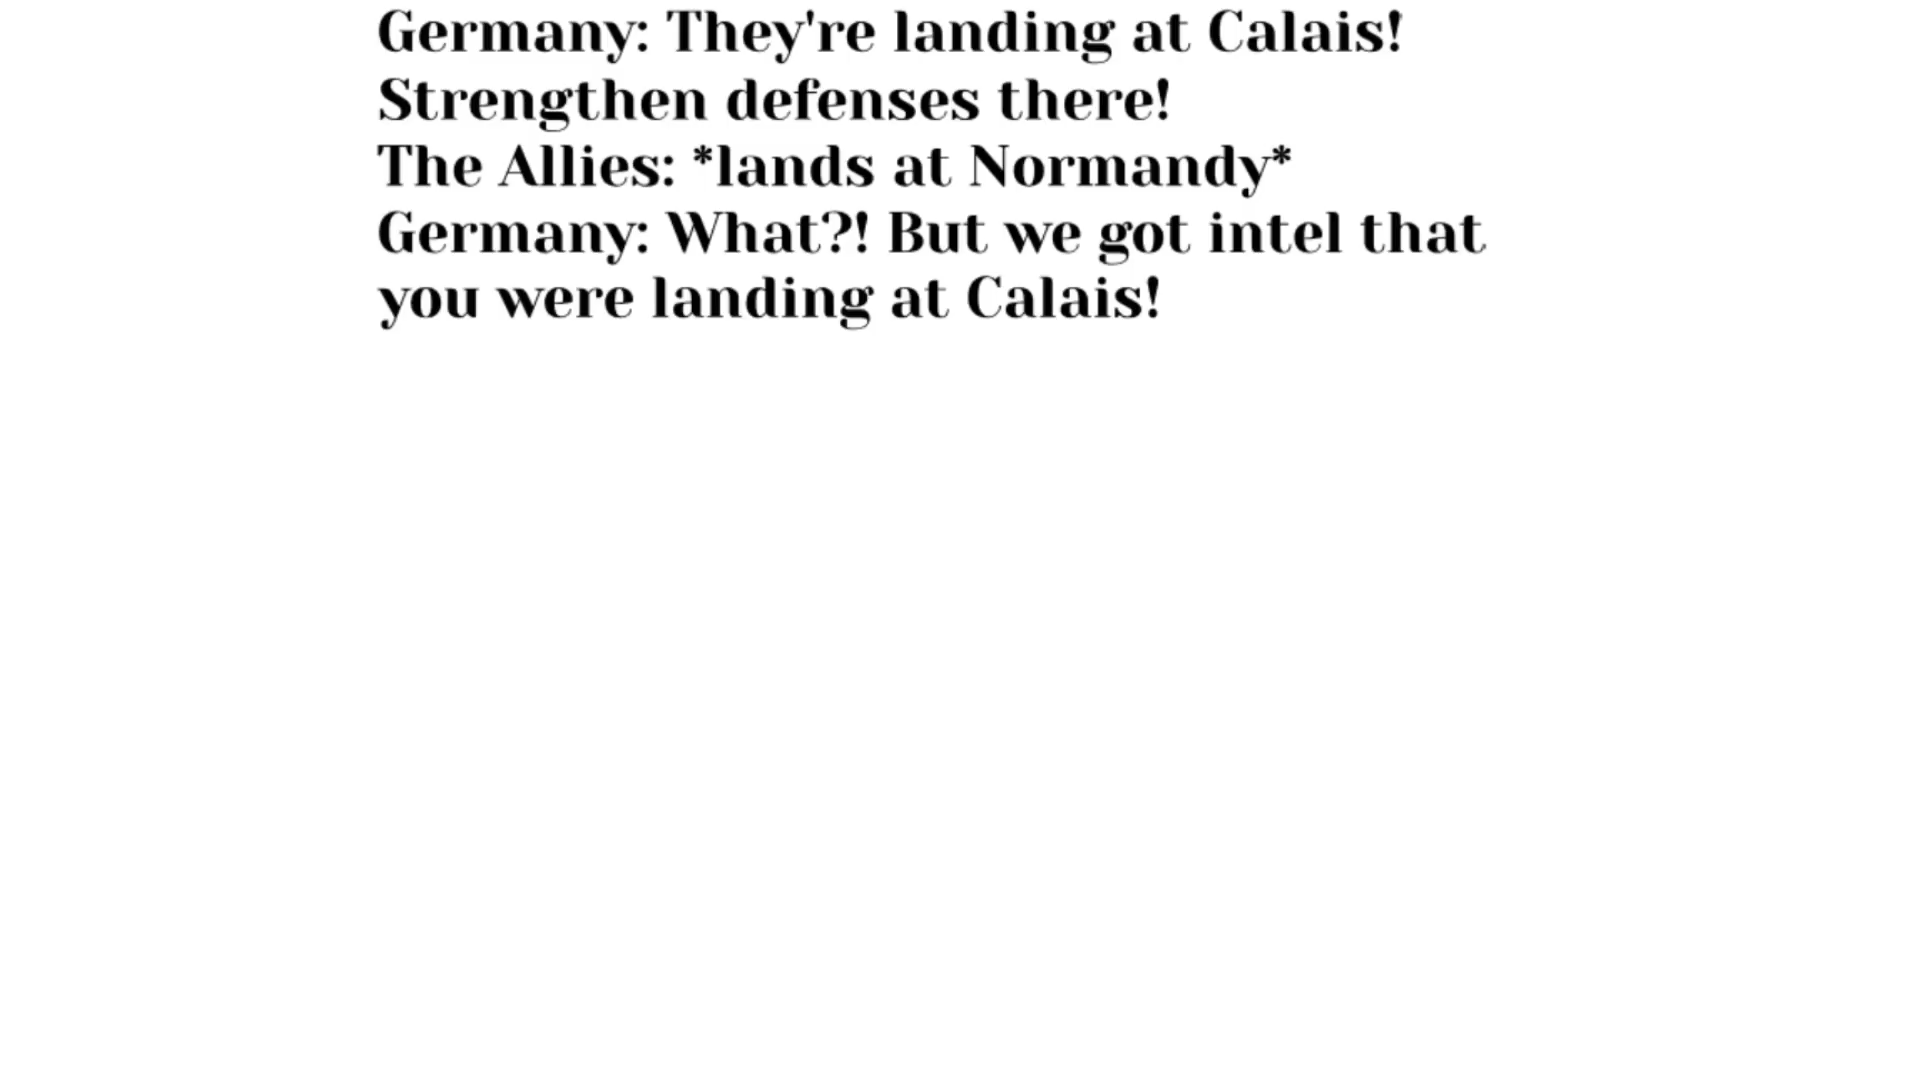 Germany: They're landing at Calais!
Strengthen defenses there!
The Allies: *lands at Normandy*
Germany: What?! But we got intel that
you were landing at Calais!